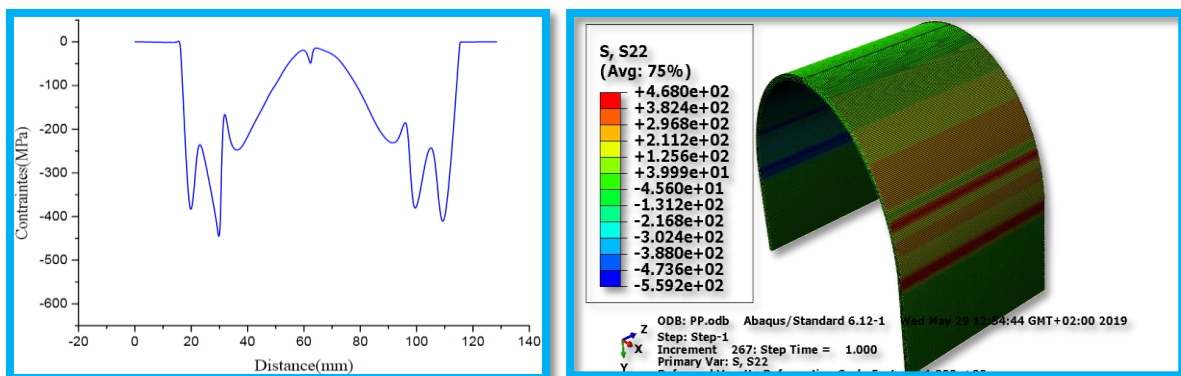 0
-100
-200
-300
-400
-500
-600
Contraintes(MPa)
-20 0 20 40 60 80 100 120 140
Distance(mm)
S, S22
(Avg: 75%)
+4.680e+02
+3.824e+02
+2.968e+02
+2.112e+02
+1.256e+02
+3.999e+01
-4.560e+01
-1.312e+02
-2.168e+02
-3.024e+02
-3.880e+02
-4.736e+02
-5.592e+02
ODB: PP.odb Abaqus/Standard 6.12-1 Wed May 29 12:54:44 GMT+02:00 2019
Z
Step: Step-1
X
Increment 267: Step Time = 1.000
Primary Var: S, S22
Y